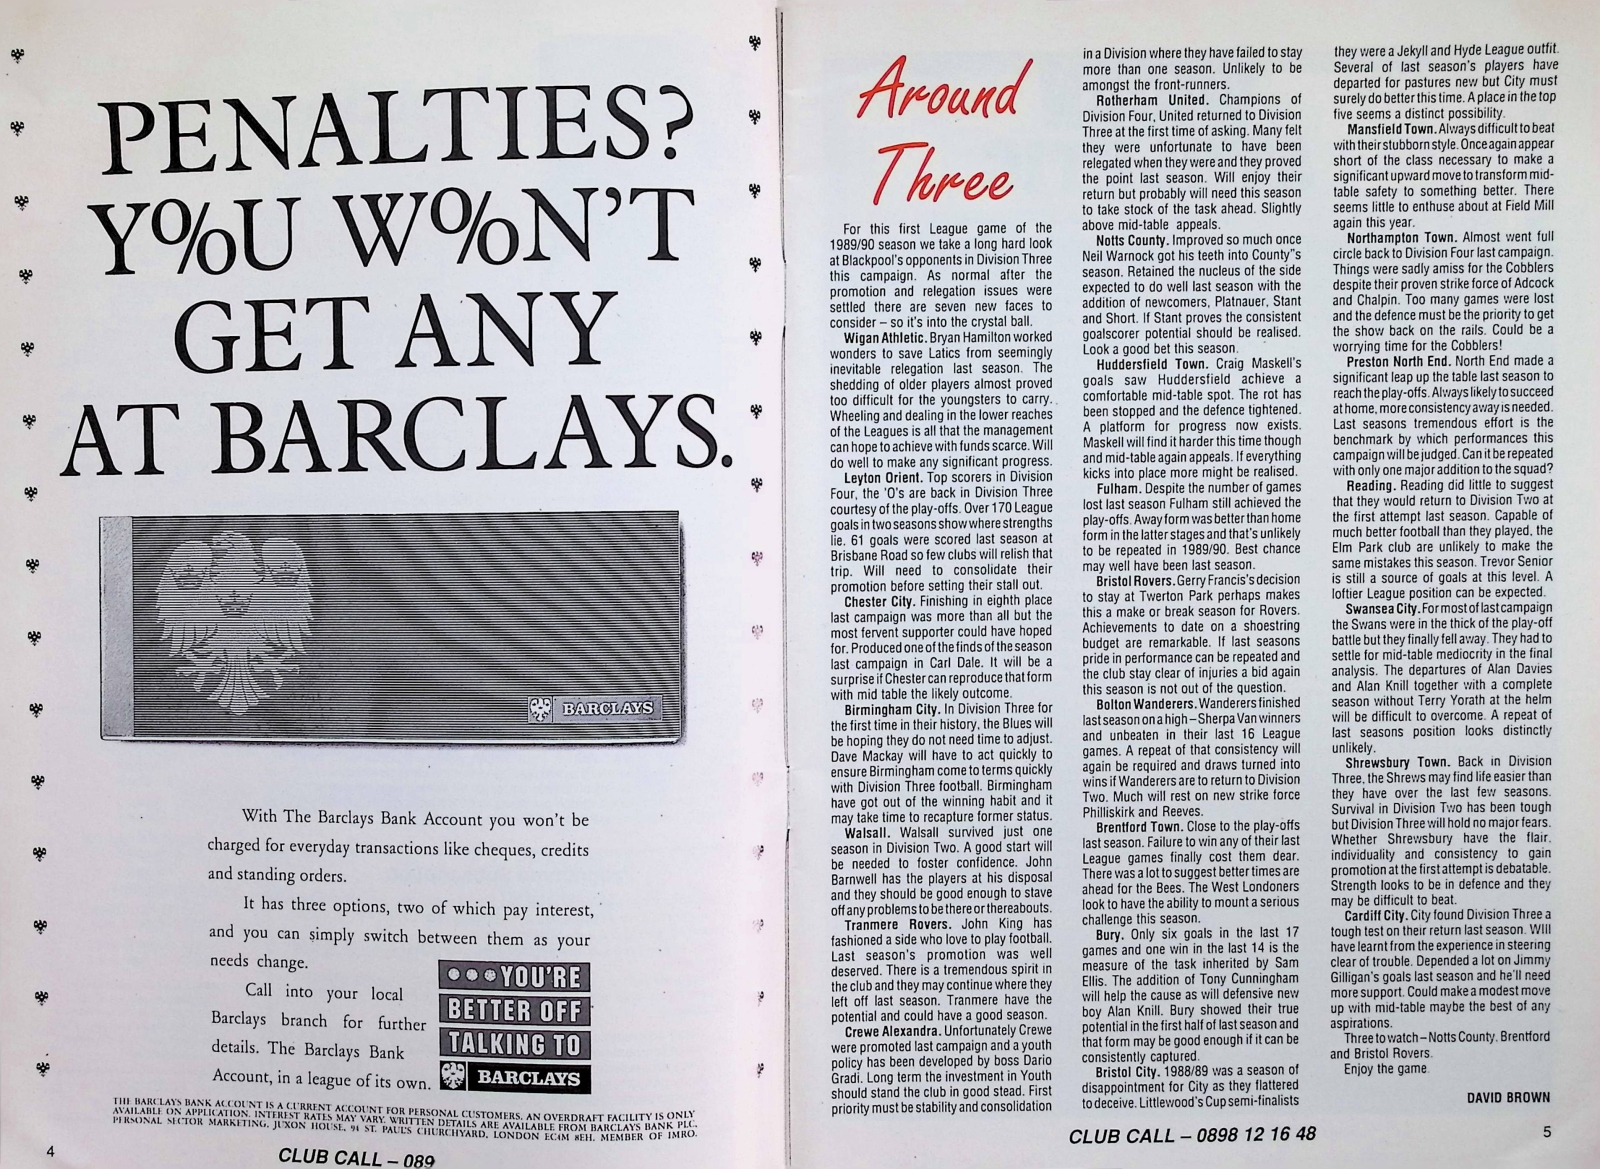 PENALTIES?
Y%U W%N'T
GET ANY
AT BARCLAYS.
BARCLAYS
With The Barclays Bank Account you won't be
charged for everyday transactions like cheques, credits
and standing orders.
It has three options, two of which pay interest,
and you can simply switch between them as your
needs change.
Call into your local
Barclays branch for further
details. The Barclays Bank
Account, in a league of its own.
YOU'RE
BETTER OFF
TALKING TO
BARCLAYS
THE BARCLAYS BANK ACCOUNT IS A CURRENT ACCOUNT FOR PERSONAL CUSTOMERS. AN OVERDRAFT FACILITY IS ONLY
AVAILABLE ON APPLICATION. INTEREST RATES MAY VARY. WRITTEN DETAILS ARE AVAILABLE FROM BARCLAYS BANK PLC.
PERSONAL SECTOR MARKETING, JUXON HOUSE, 94 ST. PAUL'S CHURCHYARD, LONDON EC4M 8EH. MEMBER OF IMRO.
4
CLUB CALL – 089
Around
Three
For this first League game of the
1989/90 season we take a long hard look
at Blackpool's opponents in Division Three
this campaign. As normal after the
promotion and relegation issues were
settled there are seven new faces to
consider – so it's into the crystal ball.
Wigan Athletic. Bryan Hamilton worked
wonders to save Latics from seemingly
inevitable relegation last season. The
shedding of older players almost proved
too difficult for the youngsters to carry.
Wheeling and dealing in the lower reaches
of the Leagues is all that the management
can hope to achieve with funds scarce. Will
do well to make any significant progress.
Leyton Orient. Top scorers in Division
Four, the 'O's are back in Division Three
courtesy of the play-offs. Over 170 League
goals in two seasons show where strengths
lie. 61 goals were scored last season at
Brisbane Road so few clubs will relish that
trip. Will need to consolidate their
promotion before setting their stall out.
Chester City. Finishing in eighth place
last campaign was more than all but the
most fervent supporter could have hoped
for. Produced one of the finds of the season
last campaign in Carl Dale. It will be a
surprise if Chester can reproduce that form
with mid table the likely outcome.
Birmingham City. In Division Three for
the first time in their history, the Blues will
be hoping they do not need time to adjust.
Dave Mackay will have to act quickly to
ensure Birmingham come to terms quickly
with Division Three football. Birmingham
have got out of the winning habit and it
may take time to recapture former status.
Walsall. Walsall survived just one
season in Division Two. A good start will
be needed to foster confidence. John
Barnwell has the players at his disposal
and they should be good enough to stave
off any problems to be there or thereabouts.
Tranmere Rovers. John King has
fashioned a side who love to play football.
Last season's promotion was well
deserved. There is a tremendous spirit in
the club and they may continue where they
left off last season. Tranmere have the
potential and could have a good season.
Crewe Alexandra. Unfortunately Crewe
were promoted last campaign and a youth
policy has been developed by boss Dario
Gradi. Long term the investment in Youth
should stand the club in good stead. First
priority must be stability and consolidation
in a Division where they have failed to stay
more than one season. Unlikely to be
amongst the front-runners.
Rotherham United. Champions of
Division Four, United returned to Division
Three at the first time of asking. Many felt
they were unfortunate to have been
relegated when they were and they proved
the point last season. Will enjoy their
return but probably will need this season
to take stock of the task ahead. Slightly
above mid-table appeals.
Notts County. Improved so much once
Neil Warnock got his teeth into County"s
season. Retained the nucleus of the side
expected to do well last season with the
addition of newcomers, Platnauer, Stant
and Short. If Stant proves the consistent
goalscorer potential should be realised.
Look a good bet this season.
Huddersfield Town. Craig Maskell's
goals saw Huddersfield achieve a
comfortable mid-table spot. The rot has
been stopped and the defence tightened.
A platform for progress now exists.
Maskell will find it harder this time though
and mid-table again appeals. If everything
kicks into place more might be realised.
Fulham. Despite the number of games
lost last season Fulham still achieved the
play-offs. Away form was better than home
form in the latter stages and that's unlikely
to be repeated in 1989/90. Best chance
may well have been last season.
Bristol Rovers. Gerry Francis's decision
to stay at Twerton Park perhaps makes
this a make or break season for Rovers.
Achievements to date on a shoestring
budget are remarkable. If last seasons
pride in performance can be repeated and
the club stay clear of injuries a bid again
this season is not out of the question.
Bolton Wanderers. Wanderers finished
last season on a high – Sherpa Van winners
and unbeaten in their last 16 League
games. A repeat of that consistency will
again be required and draws turned into
wins if Wanderers are to return to Division
Two. Much will rest on new strike force
Philliskirk and Reeves.
Brentford Town. Close to the play-offs
last season. Failure to win any of their last
League games finally cost them dear.
There was a lot to suggest better times are
ahead for the Bees. The West Londoners
look to have the ability to mount a serious
challenge this season.
Bury. Only six goals in the last 17
games and one win in the last 14 is the
measure of the task inherited by Sam
Ellis. The addition of Tony Cunningham
will help the cause as will defensive new
boy Alan Knill. Bury showed their true
potential in the first half of last season and
that form may be good enough if it can be
consistently captured.
Bristol City. 1988/89 was a season of
disappointment for City as they flattered
to deceive. Littlewood's Cup semi-finalists
they were a Jekyll and Hyde League outfit.
Several of last season's players have
departed for pastures new but City must
surely do better this time. A place in the top
five seems a distinct possibility.
Mansfield Town. Always difficult to beat
with their stubborn style. Once again appear
short of the class necessary to make a
significant upward move to transform mid-
table safety to something better. There
seems little to enthuse about at Field Mill
again this year.
Northampton Town. Almost went full
circle back to Division Four last campaign.
Things were sadly amiss for the Cobblers
despite their proven strike force of Adcock
and Chalpin. Too many games were lost
and the defence must be the priority to get
the show back on the rails. Could be a
worrying time for the Cobblers!
Preston North End. North End made a
significant leap up the table last season to
reach the play-offs. Always likely to succeed
at home, more consistency away is needed.
Last seasons tremendous effort is the
benchmark by which performances this
campaign will be judged. Can it be repeated
with only one major addition to the squad?
Reading. Reading did little to suggest
that they would return to Division Two at
the first attempt last season. Capable of
much better football than they played, the
Elm Park club are unlikely to make the
same mistakes this season. Trevor Senior
is still a source of goals at this level. A
loftier League position can be expected.
Swansea City. For most of last campaign
the Swans were in the thick of the play-off
battle but they finally fell away. They had to
settle for mid-table mediocrity in the final
analysis. The departures of Alan Davies
and Alan Knill together with a complete
season without Terry Yorath at the helm
will be difficult to overcome. A repeat of
last seasons position looks distinctly
unlikely.
Shrewsbury Town. Back in Division
Three, the Shrews may find life easier than
they have over the last few seasons.
Survival in Division Two has been tough
but Division Three will hold no major fears.
Whether Shrewsbury have the flair,
individuality and consistency to gain
promotion at the first attempt is debatable.
Strength looks to be in defence and they
may be difficult to beat.
Cardiff City. City found Division Three a
tough test on their return last season. Will
have learnt from the experience in steering
clear of trouble. Depended a lot on Jimmy
Gilligan's goals last season and he'll need
more support. Could make a modest move
up with mid-table maybe the best of any
aspirations.
Three to watch – Notts County. Brentford
and Bristol Rovers.
Enjoy the game.
DAVID BROWN
CLUB CALL – 0898 12 16 48
5